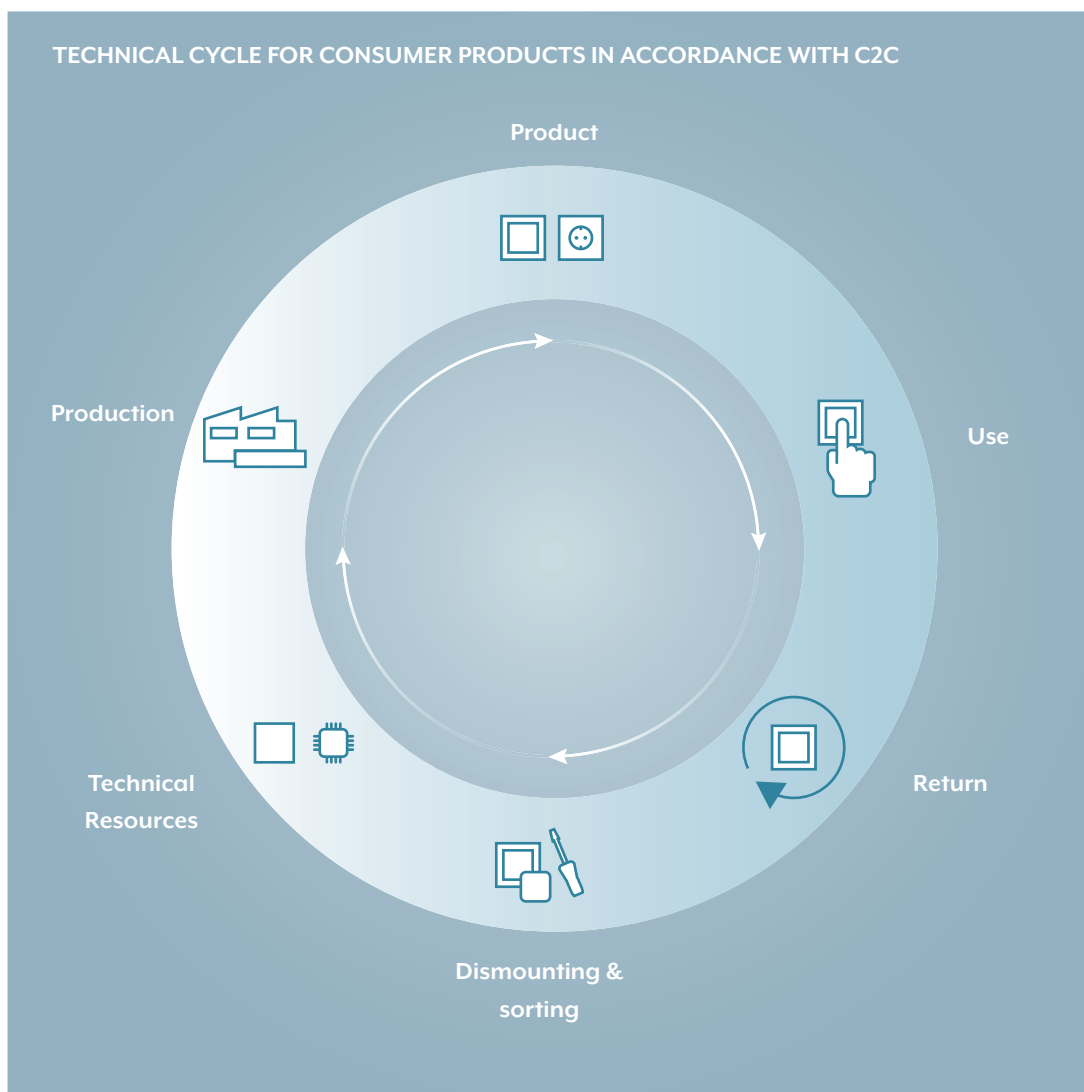 TECHNICAL CYCLE FOR CONSUMER PRODUCTS IN ACCORDANCE WITH C2C
Product
Production
Use
Technical
Resources
Return
Dismounting &
sorting